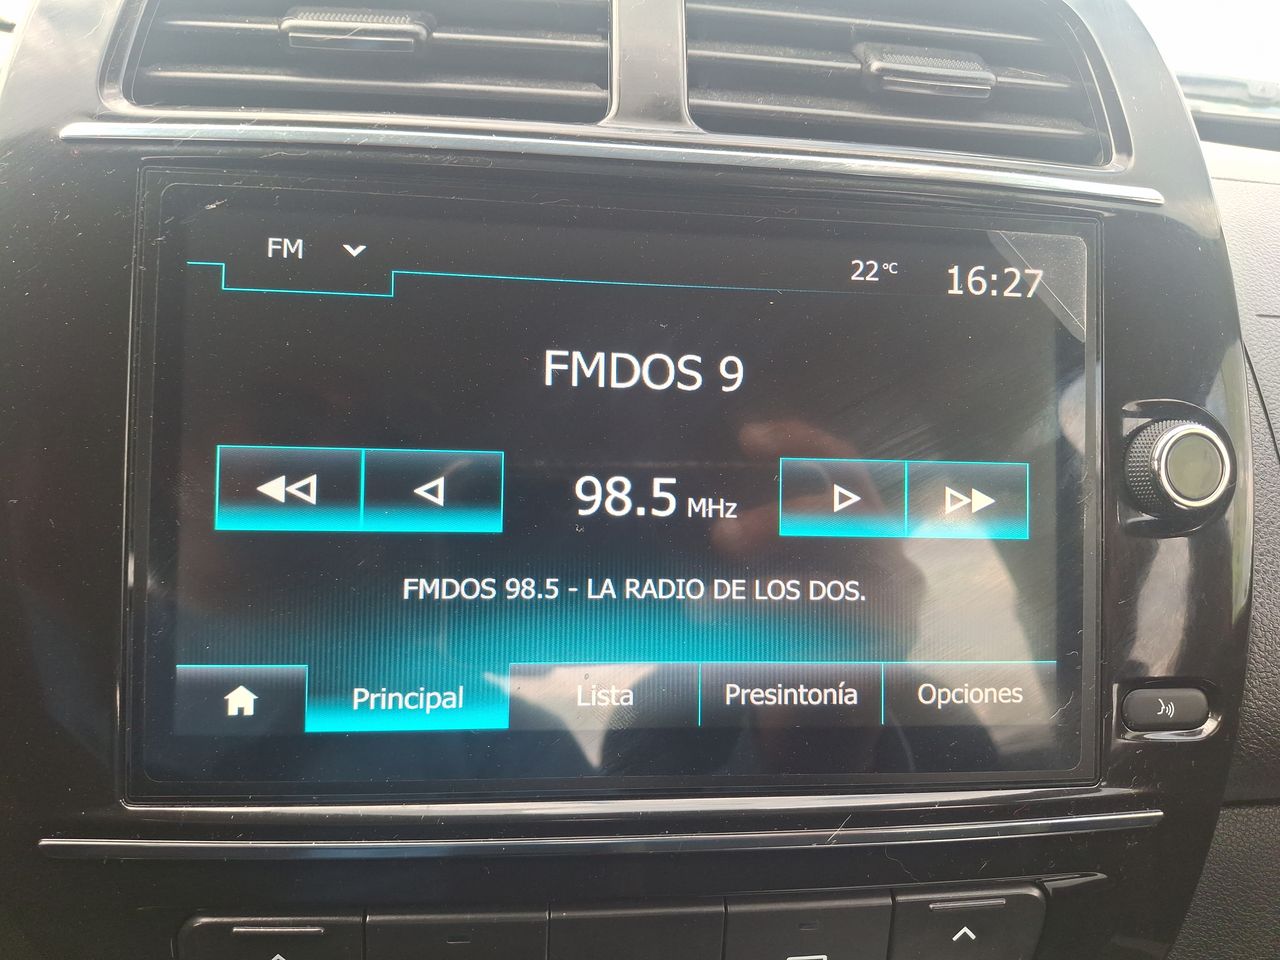 FM
22°C 16:27
FMDOS 9
98.5 MHz
FMDOS 98.5 - LA RADIO DE LOS DOS.
Principal Lista Presintonía Opciones